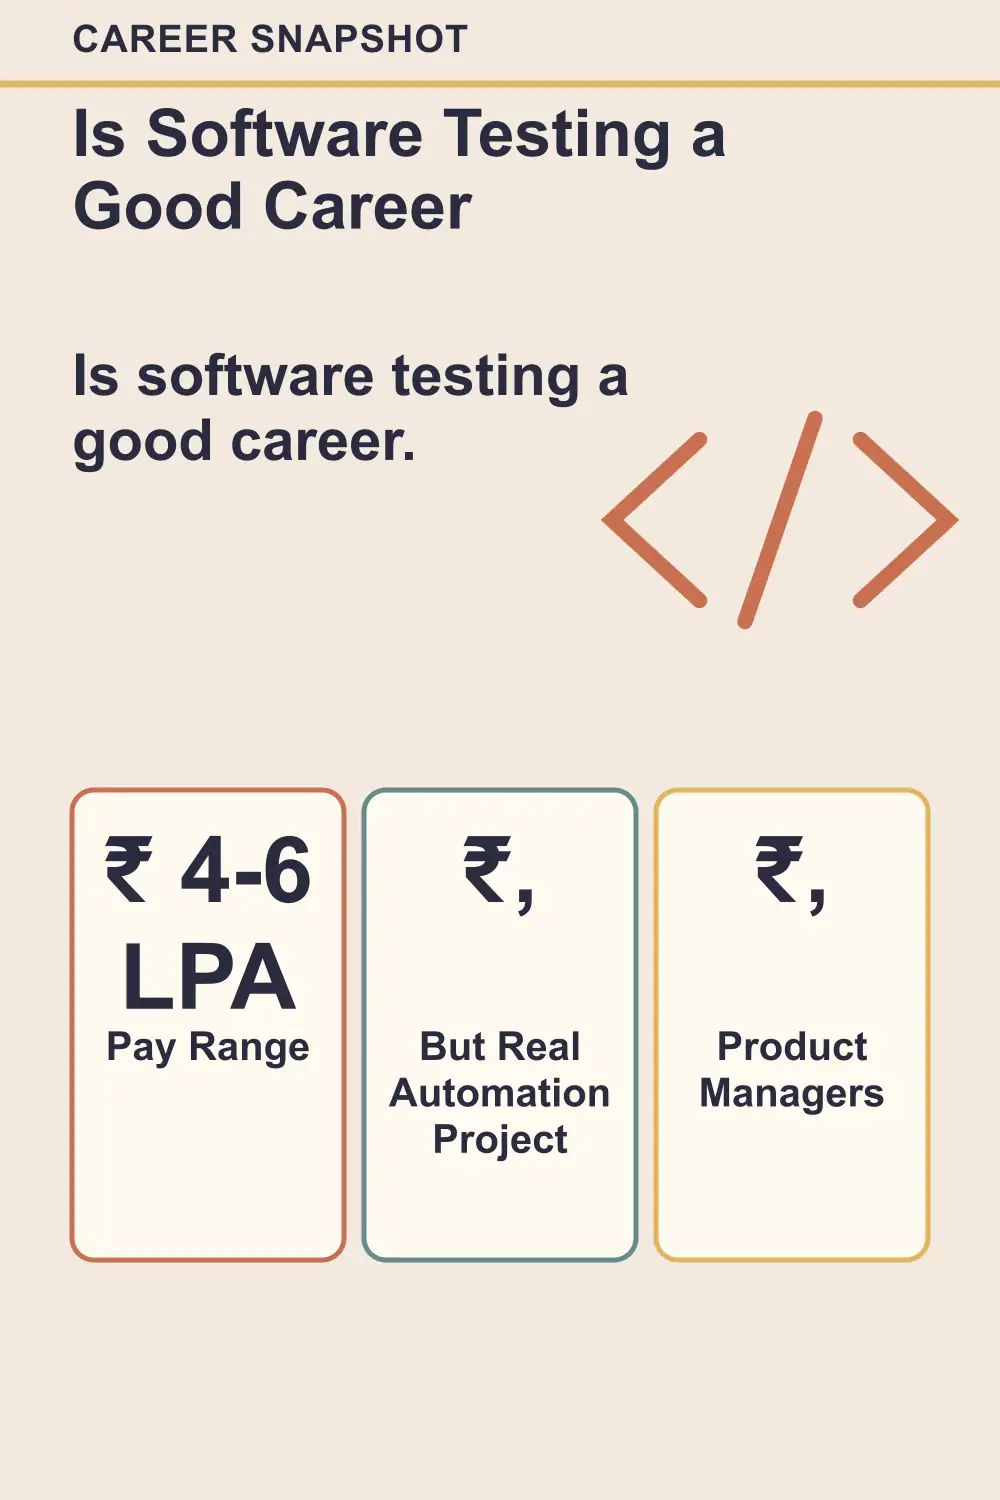 CAREER SNAPSHOT
Is Software Testing a
Good Career
Is software testing a
good career.
₹ 4-6
LPA
Pay Range
₹,
But Real
Automation
Project
₹,
Product
Managers